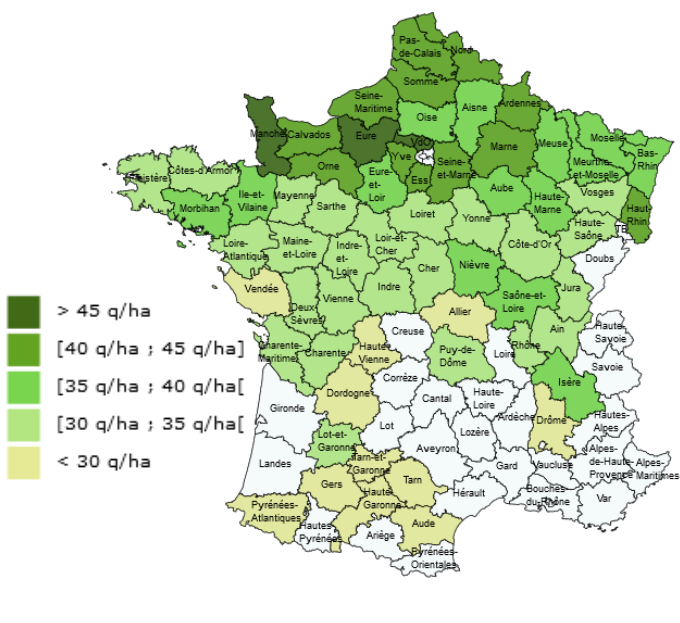 Pas-
de-Calais
Nord
Somme
Seine-
Maritime
Oise
Aisne
Ardennes
Manche
Calvados
Eure
VdO
Marne
Meuse
Moselle
Meurthe-
et-Moselle
Bas-
Rhin
Orne
Yve
Ess
Seine-
et-Marne
Eure-
et-
Loir
Finistère
Côtes-d'Armor
Ile-et-
Vilaine
Morbihan
Mayenne
Sarthe
Loiret
Yonne
Aube
Haute-
Marne
Vosges
Haut-
Rhin
Haute-
Saône
TB
Doubs
Loire-
Atlantique
Maine-
et-Loire
Indre-
et-
Loire
Loir-et-
Cher
Cher
Nièvre
Côte-d'Or
Jura
Vendée
Deux-
Sèvres
Vienne
Indre
Allier
Saône-et-
Loire
Ain
Haute-
Savoie
> 45 q/ha
[40 q/ha ; 45 q/ha]
[35 q/ha ; 40 q/ha[
[30 q/ha ; 35 q/ha[
< 30 q/ha
Charente-
Maritime
Charente
Haute-
Vienne
Creuse
Puy-de-
Dôme
Loire
Rhône
Isère
Savoie
Gironde
Dordogne
Corrèze
Cantal
Haute-
Loire
Ardèche
Drôme
Hautes-
Alpes
Landes
Lot-et-
Garonne
Lot
Aveyron
Lozère
Gard
Vaucluse
Alpes-
de-Haute-
Provence
Alpes-
Maritimes
Gers
Tarn-et-
Garonne
Tarn
Hérault
Bouches-
du-Rhône
Var
Pyrénées-
Atlantiques
Hautes-
Pyrénées
Haute-
Garonne
Ariège
Aude
Pyrénées-
Orientales